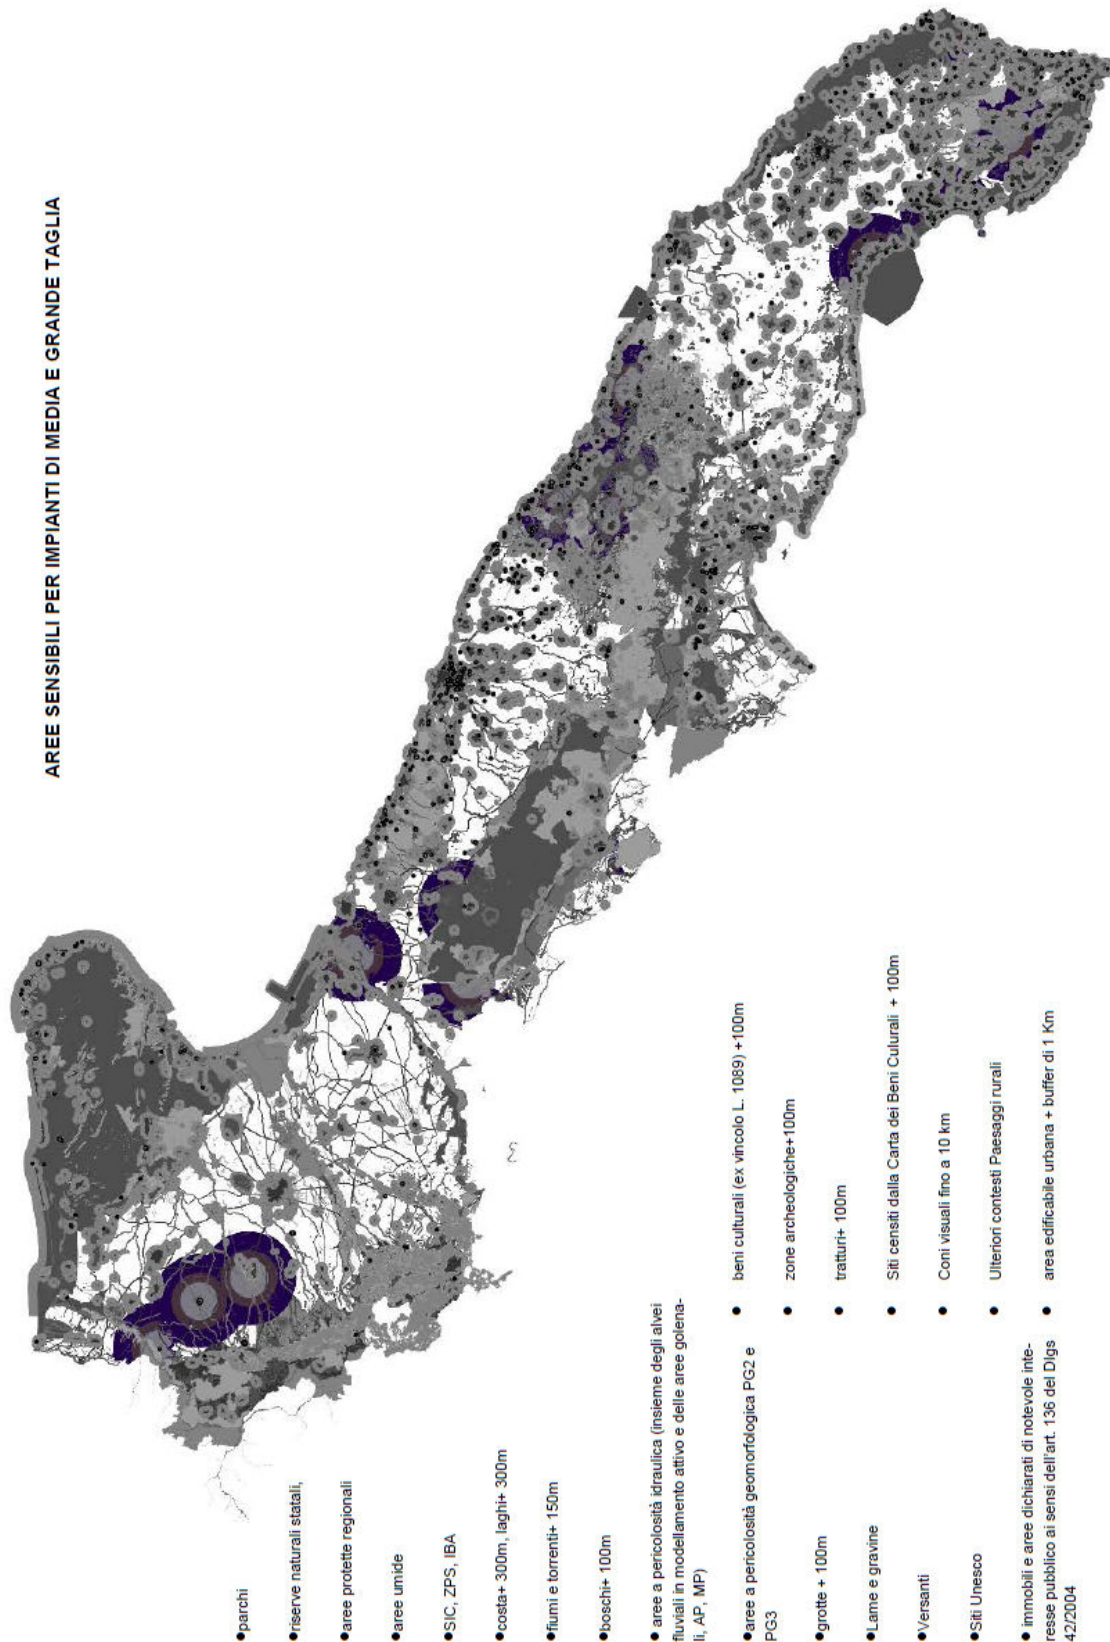 AREE SENSIBILI PER IMPIANTI DI MEDIA E GRANDE TAGLIA
●parchi
●riserve naturali statali,
●aree protette regionali
●aree umide
●SIC, ZPS, IBA
●costa+ 300m, laghi+ 300m
●fiumi e torrenti+ 150m
●boschi+ 100m
● aree a pericolosità idraulica (insieme degli alvei
fluviali in modellamento attivo e delle aree golena-
li, AP, MP)
●aree a pericolosità geomorfologica PG2 e
PG3
●grotte + 100m
●Lame e gravine
●Versanti
●Siti Unesco
● immobili e aree dichiarati di notevole inte-
resse pubblico ai sensi dell'art. 136 del Dlgs
42/2004
● beni culturali (ex vincolo L. 1089) +100m
● zone archeologiche+100m
● tratturi+ 100m
● Siti censiti dalla Carta dei Beni Culurali + 100m
● Coni visuali fino a 10 km
● Ulteriori contesti Paesaggi rurali
● area edificabile urbana + buffer di 1 Km